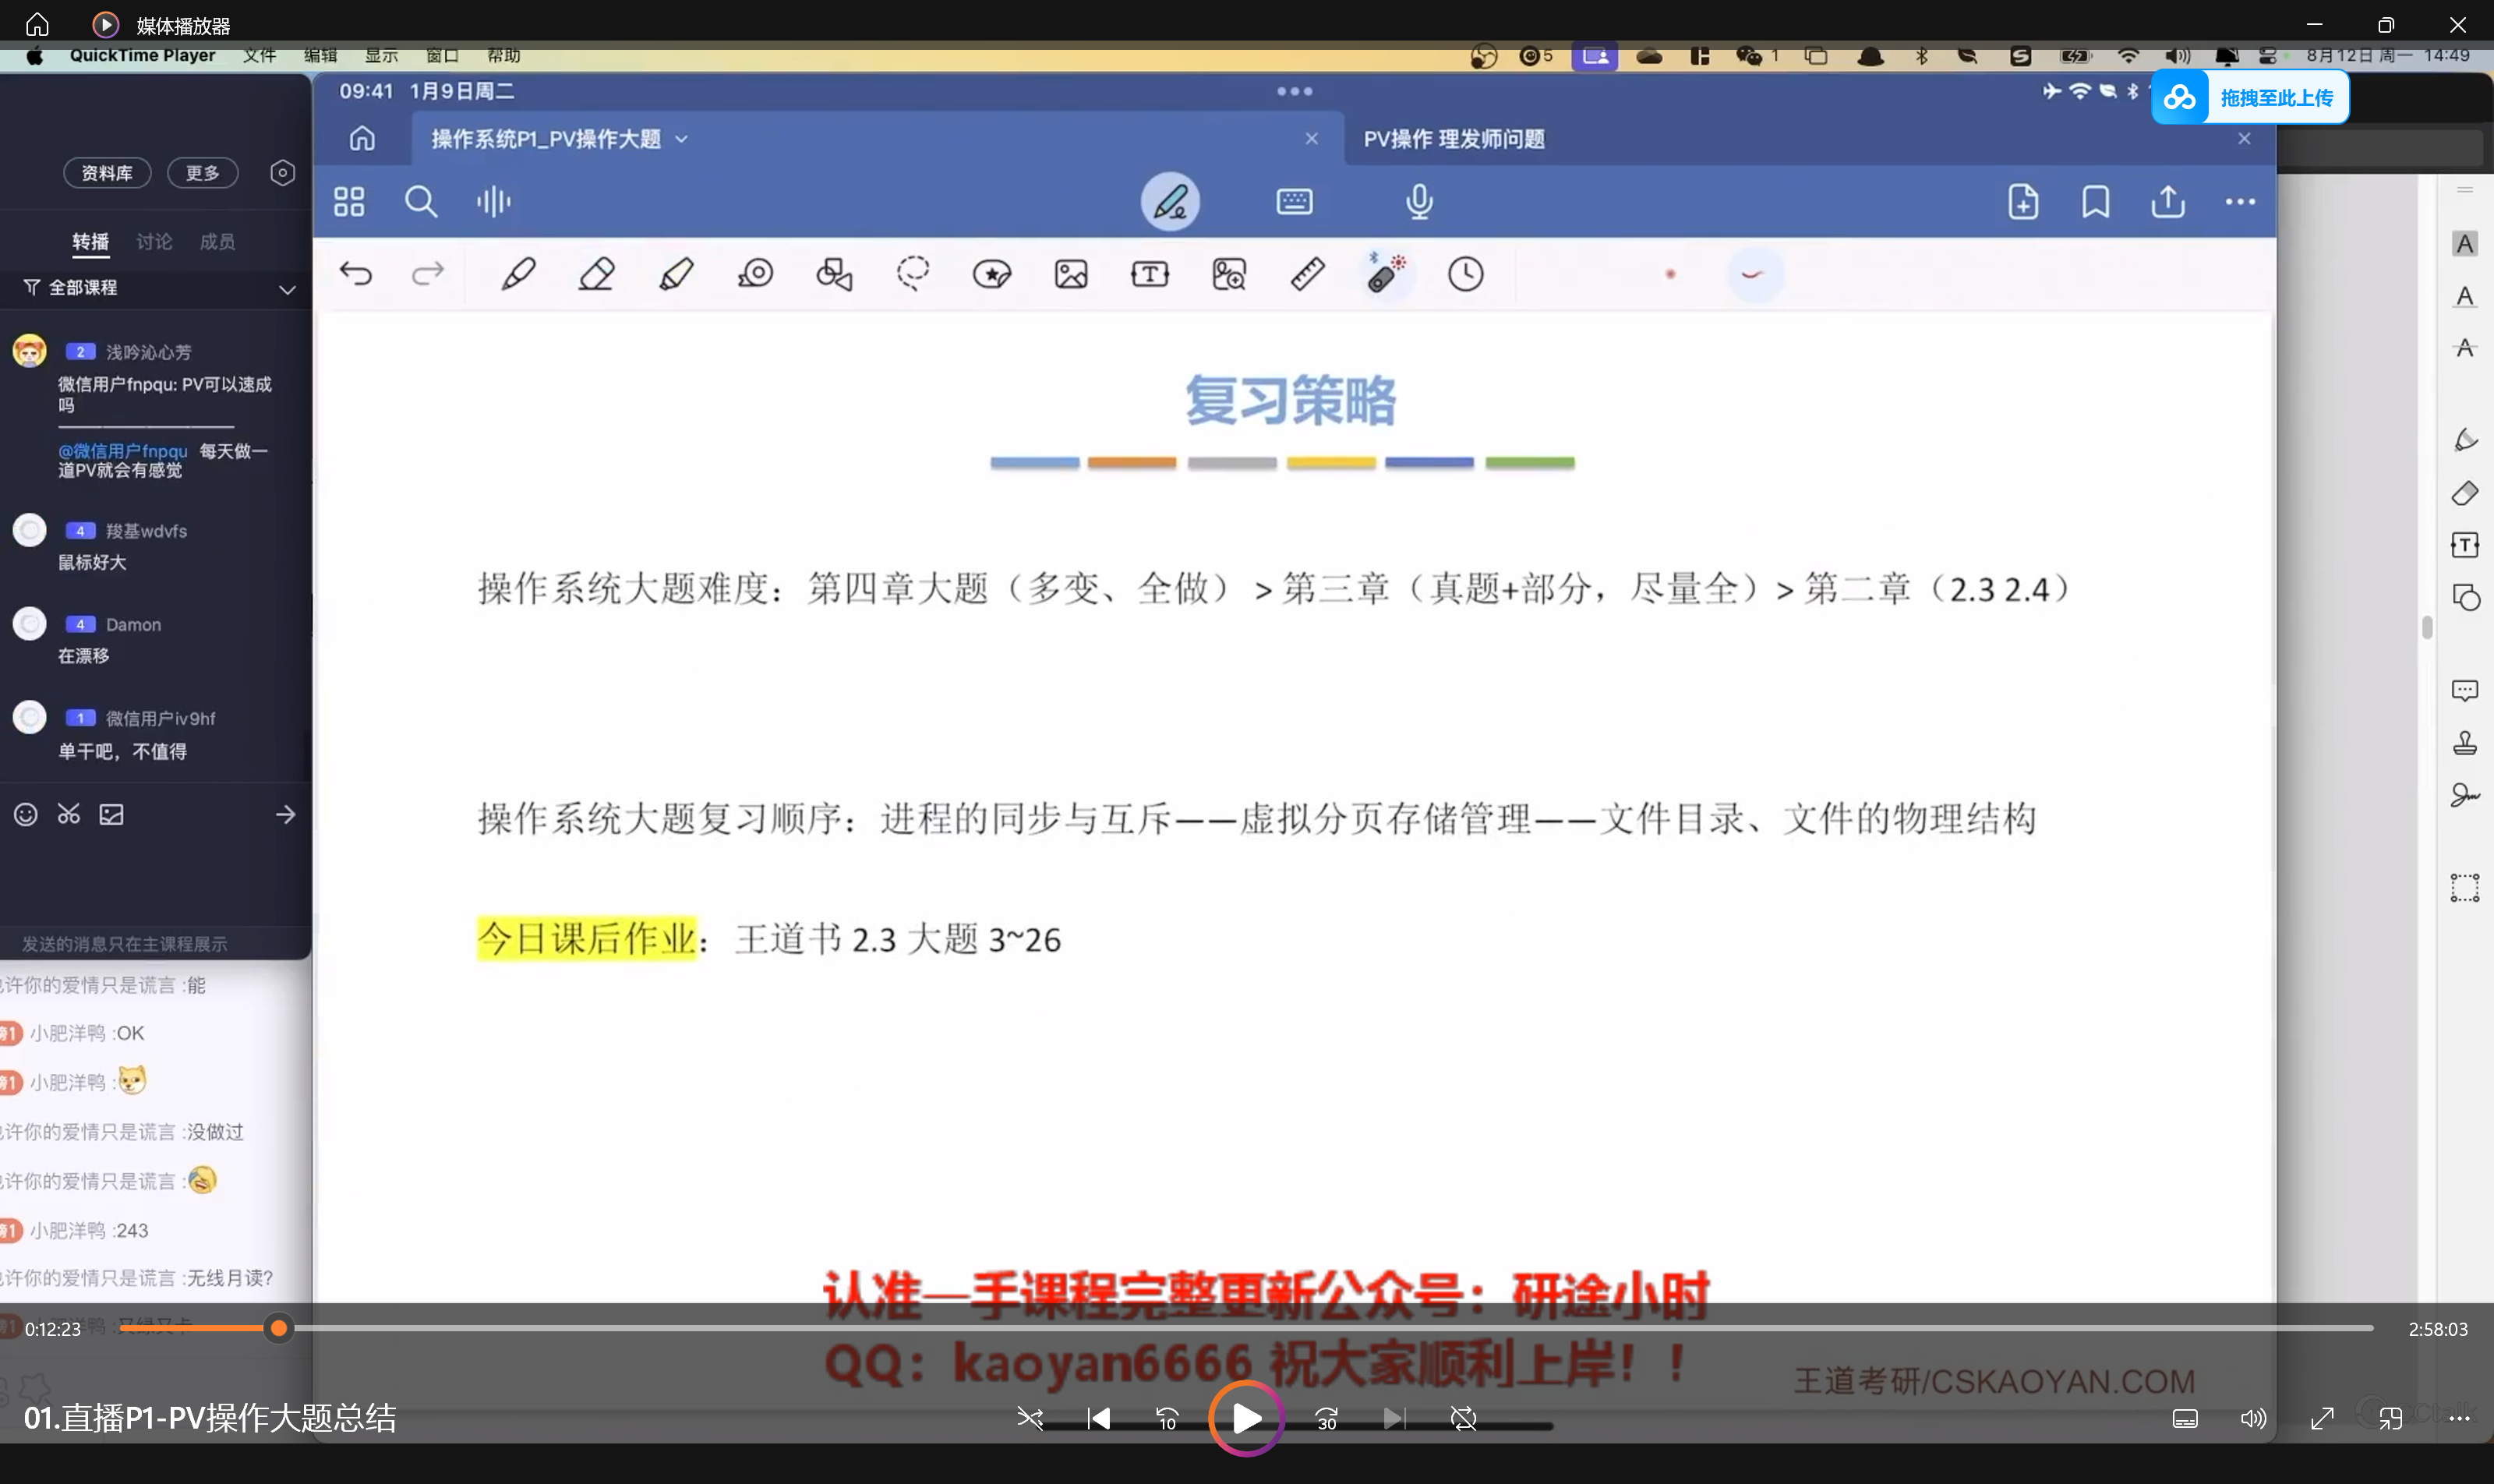 媒体播放器
QuickTime Player 文件 编辑 显示 窗口 帮助
5
1
8月12日 周一 14:49
09:41 1月9日周二
拖拽至此上传
操作系统P1_PV操作大题
PV操作 理发师问题
资料库 更多
转播 讨论 成员
全部课程
2 浅吟沁心芳
微信用户fnpqu: PV可以速成
吗
@微信用户fnpqu 每天做一
道PV就会有感觉
4 羧基wdvfs
鼠标好大
4 Damon
在漂移
1 微信用户iv9hf
单干吧，不值得
发送的消息只在主课程展示
许你的爱情只是谎言 :能
小肥洋鸭 :OK
小肥洋鸭 :
许你的爱情只是谎言 :没做过
许你的爱情只是谎言 :
小肥洋鸭 :243
许你的爱情只是谎言 :无线月读?
复习策略
操作系统大题难度：第四章大题（多变、全做）> 第三章（真题+部分，尽量全）> 第二章（2.3 2.4）
操作系统大题复习顺序：进程的同步与互斥——虚拟分页存储管理——文件目录、文件的物理结构
今日课后作业：王道书 2.3 大题 3~26
认准一手课程完整更新公众号：研途小时
QQ：kaoyan6666 祝大家顺利上岸！！
王道考研/CSKAOYAN.COM
0:12:23
2:58:03
01.直播P1-PV操作大题总结
10
30